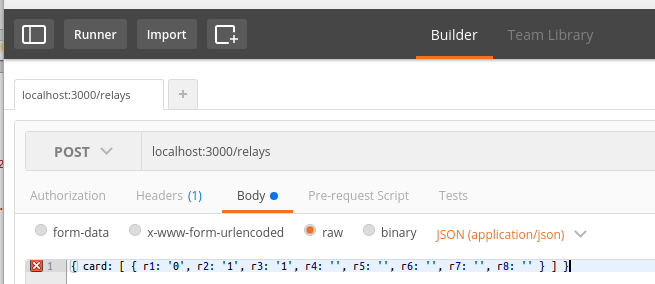 Runner Import Builder Team Library
localhost:3000/relays +
POST localhost:3000/relays
Authorization Headers (1) Body Pre-request Script Tests
form-data x-www-form-urlencoded raw binary JSON (application/json)
1 { card: [ { r1: '0', r2: '1', r3: '1', r4: '', r5: '', r6: '', r7: '', r8: '' } ] }